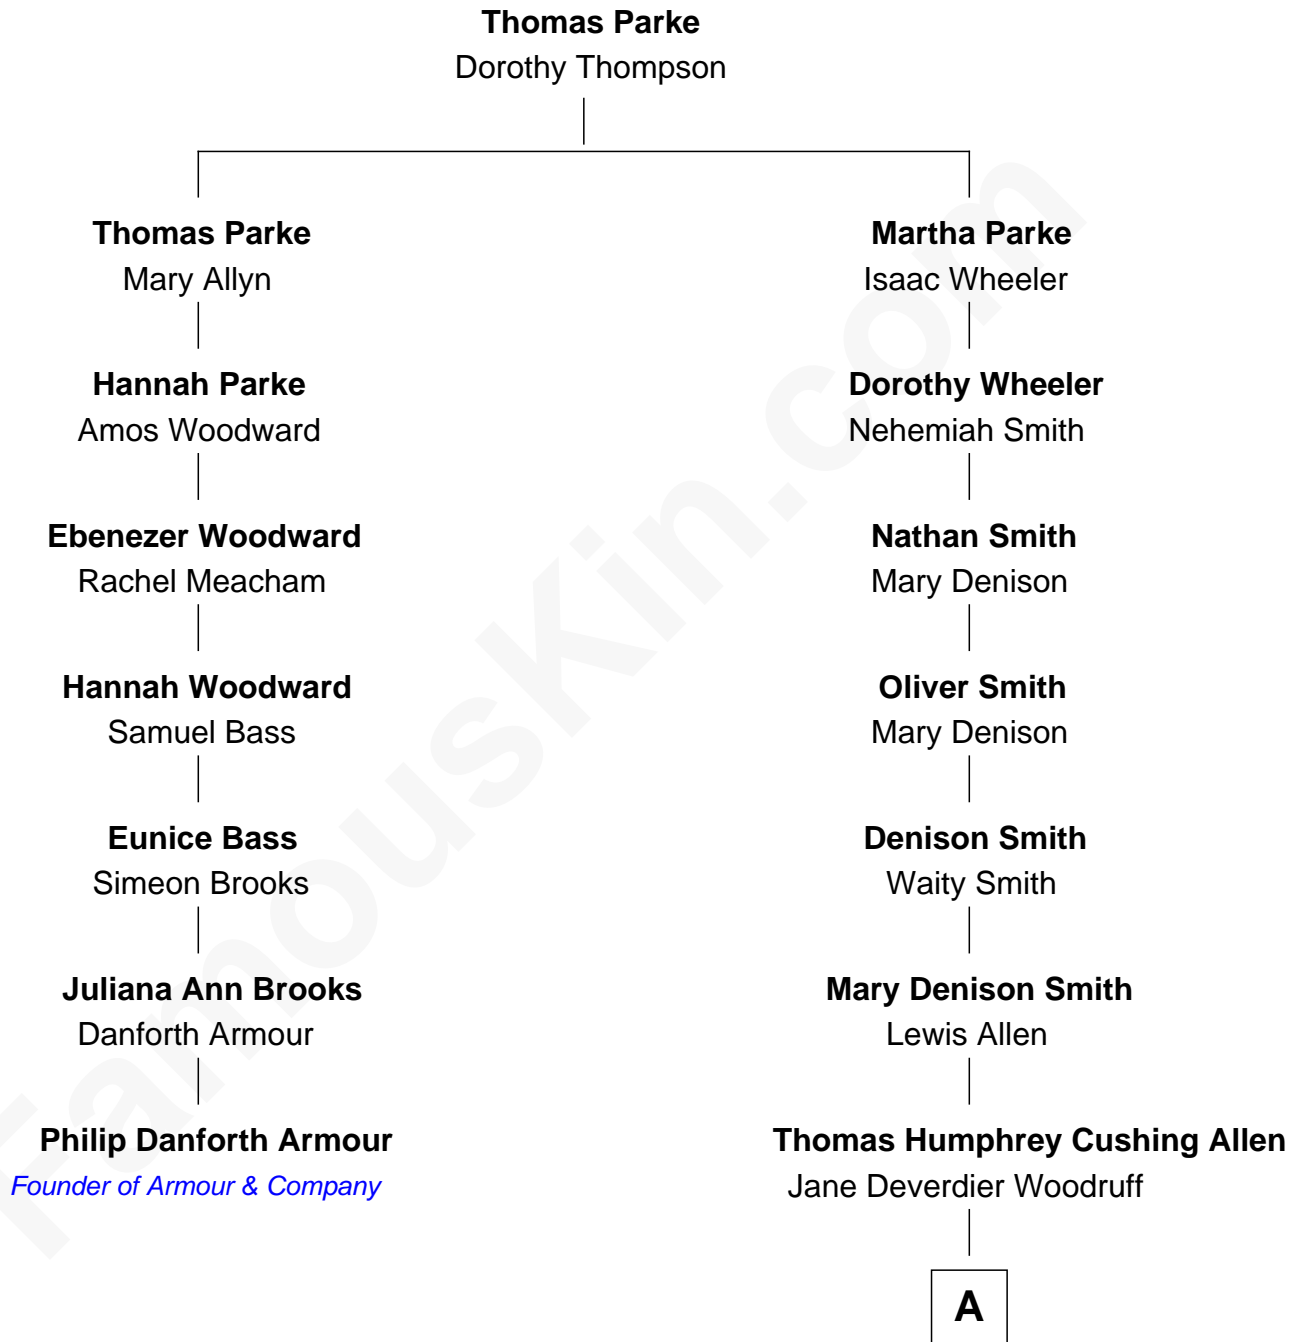 Thomas Parke
Dorothy Thompson
Thomas Parke
Mary Allyn
Hannah Parke
Amos Woodward
Ebenezer Woodward
Rachel Meacham
Hannah Woodward
Samuel Bass
Eunice Bass
Simeon Brooks
Juliana Ann Brooks
Danforth Armour
Philip Danforth Armour
Founder of Armour & Company
Martha Parke
Isaac Wheeler
Dorothy Wheeler
Nehemiah Smith
Nathan Smith
Mary Denison
Oliver Smith
Mary Denison
Denison Smith
Waity Smith
Mary Denison Smith
Lewis Allen
Thomas Humphrey Cushing Allen
Jane Deverdier Woodruff
A
FamousKin.com